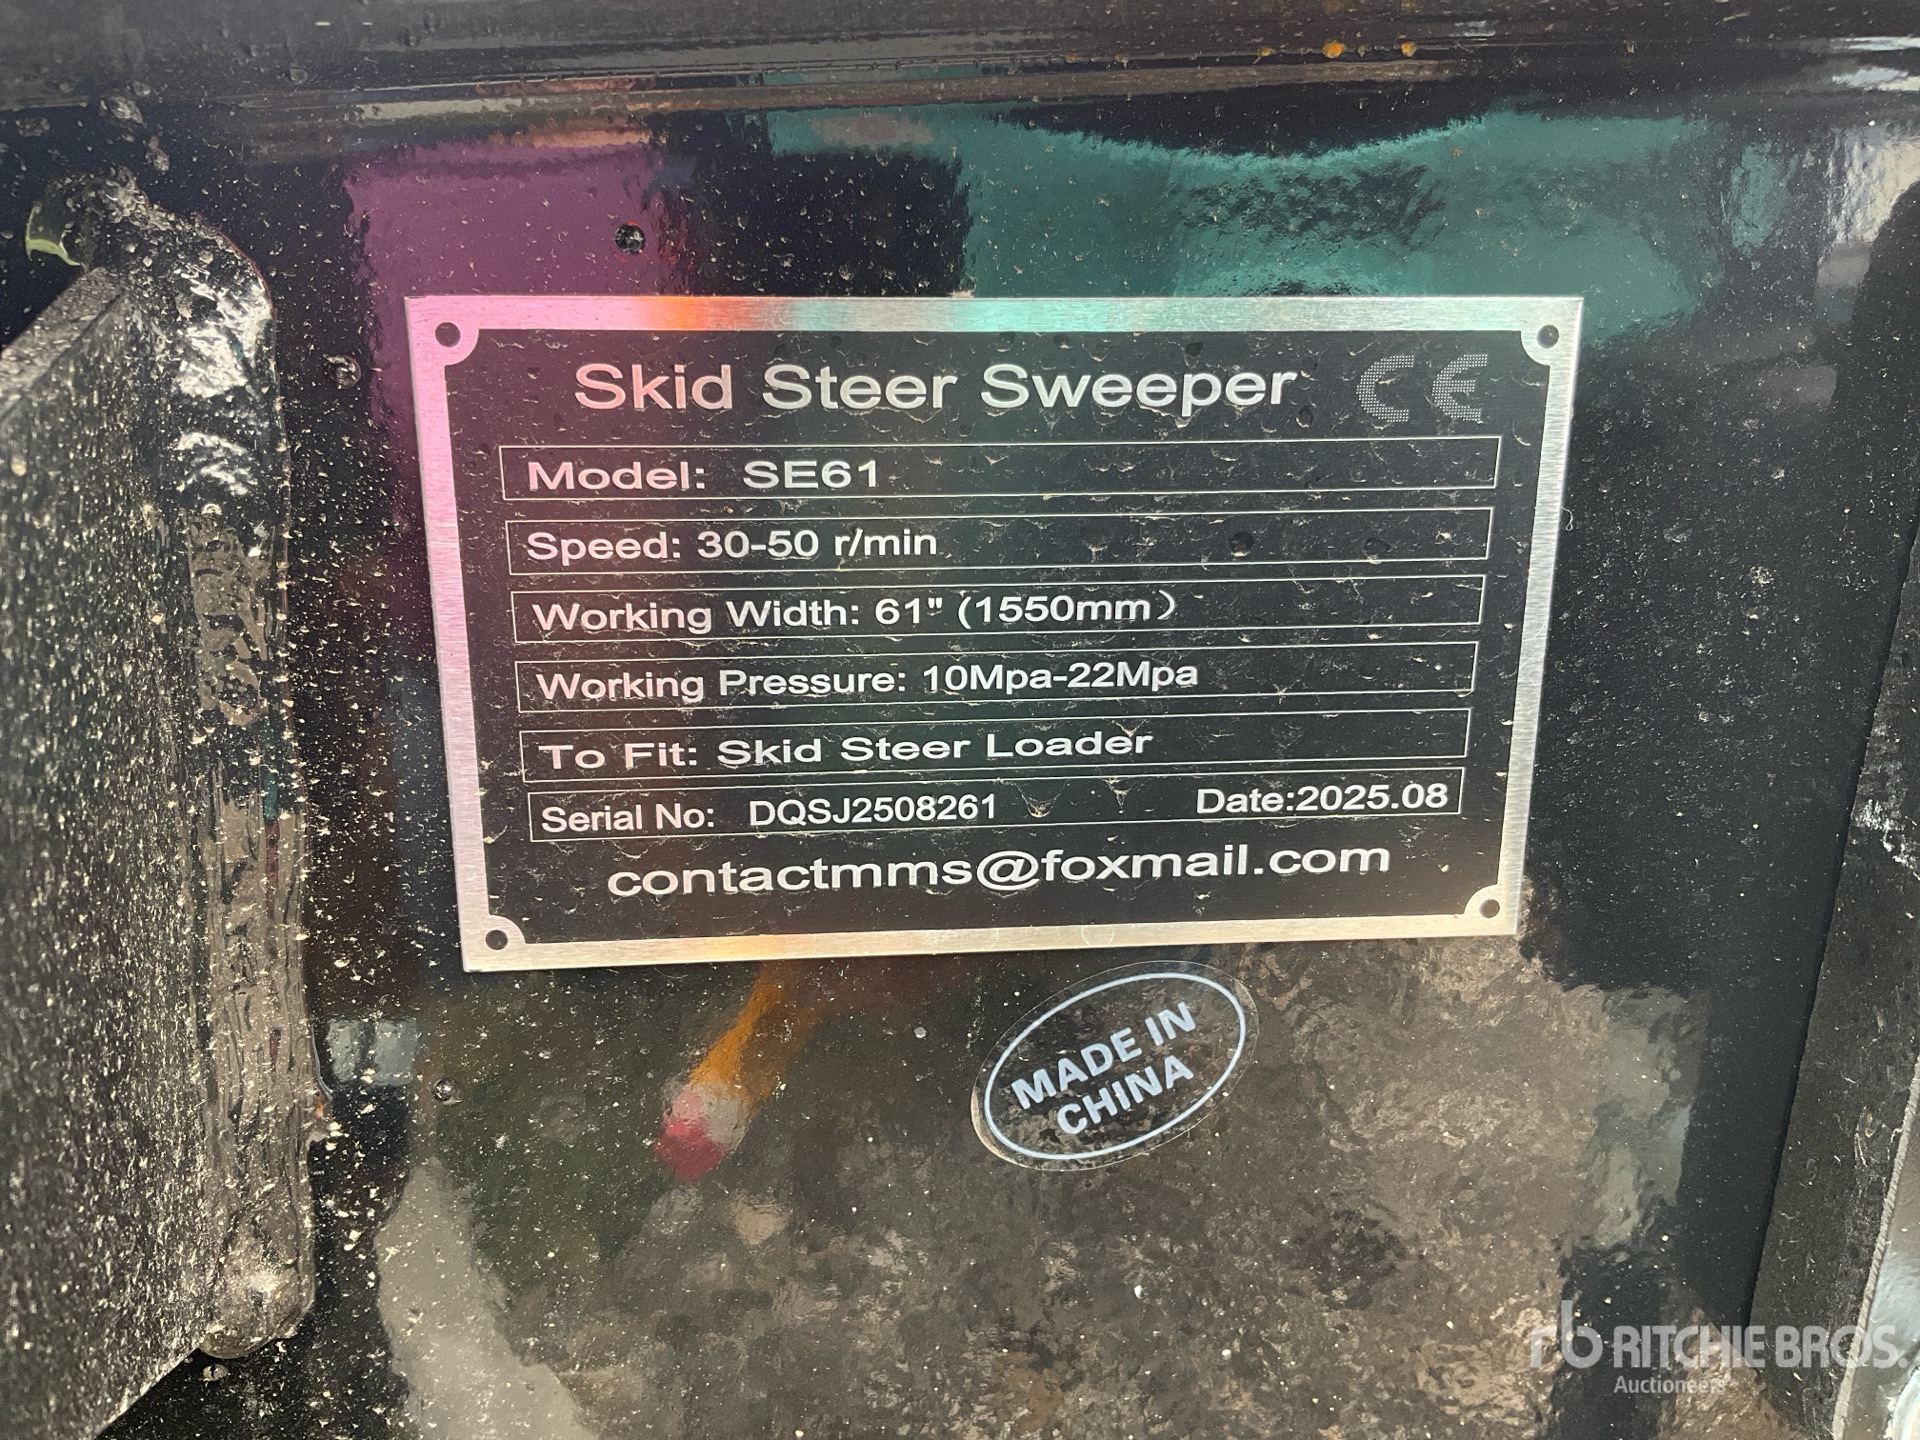 Skid Steer Sweeper CE
Model: SE61
Speed: 30-50 r/min
Working Width: 61" (1550mm）
Working Pressure: 10Mpa-22Mpa
To Fit: Skid Steer Loader
Serial No: DQSJ2508261 Date:2025.08
contactmms@foxmail.com
MADE IN
CHINA
rb RITCHIE BROS.
Auctioneers